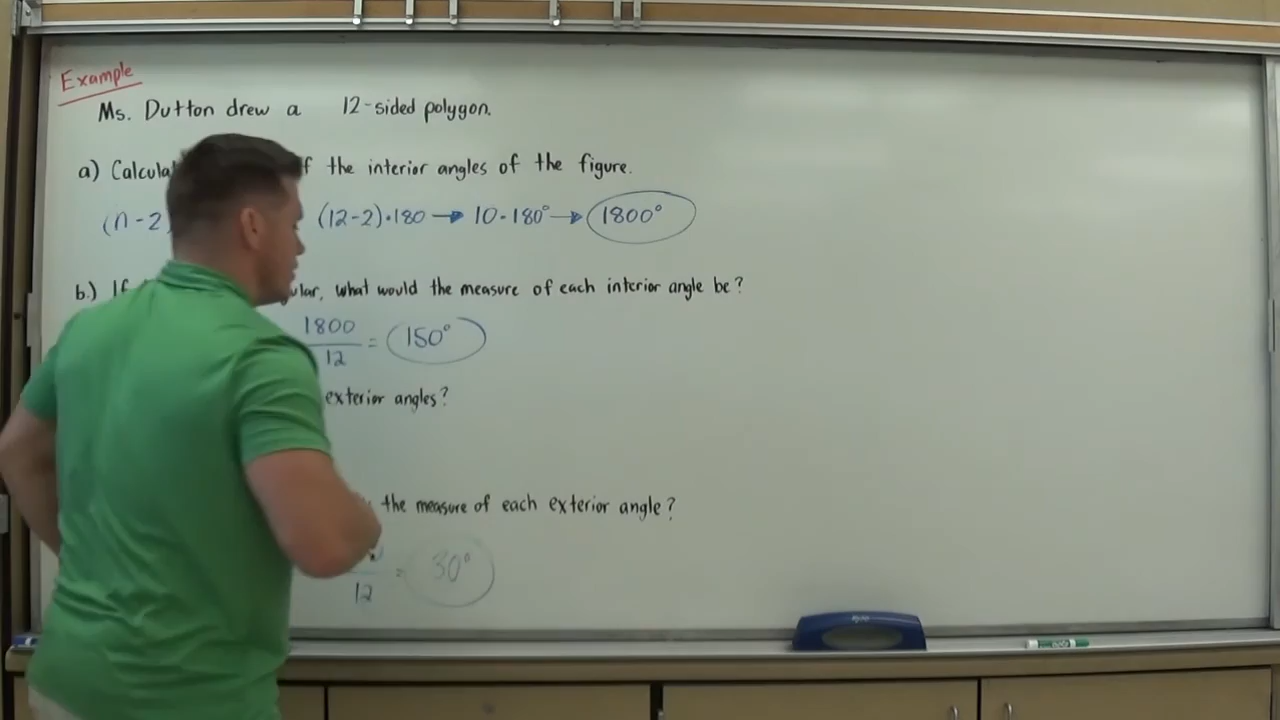 Example
Ms. Dutton drew a 12-sided polygon.
a) the interior angles of the figure.
(n-2) (12-2)·180 → 10·180° → 1800°
b.) If what would the measure of each interior angle be?
1800
12
= 150°
exterior angles?
the measure of each exterior angle?
12
= 30°